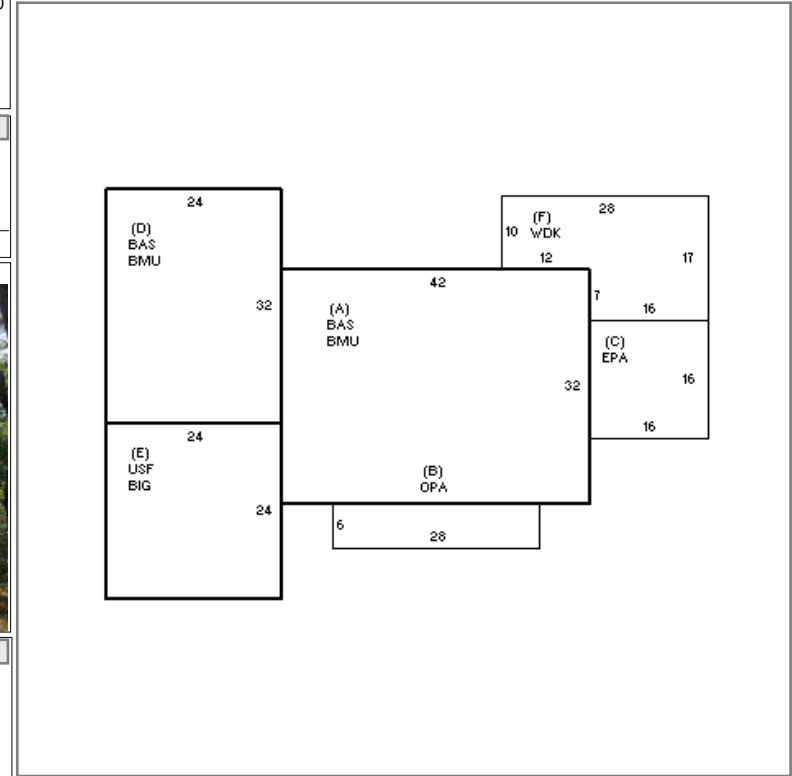 24
(D)
BAS
BMU
32
28
(F)
10 WDK
12
17
7
16
42
(A)
BAS
BMU
32
(C)
EPA
16
16
24
(E)
USF
BIG
24
(B)
OPA
6
28